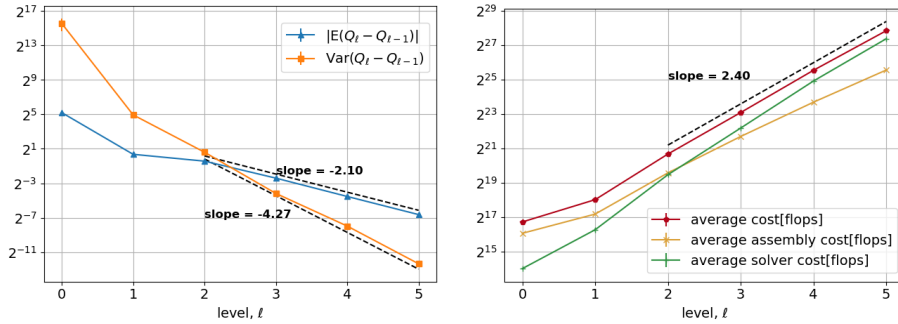 2^17
2^13
2^9
2^5
2^1
2^−3
2^−7
2^−11
|E(Q_ℓ − Q_ℓ−1)|
Var(Q_ℓ − Q_ℓ−1)
slope = -2.10
slope = -4.27
0 1 2 3 4 5
level, ℓ
2^29
2^27
2^25
2^23
2^21
2^19
2^17
2^15
slope = 2.40
average cost[flops]
average assembly cost[flops]
average solver cost[flops]
0 1 2 3 4 5
level, ℓ